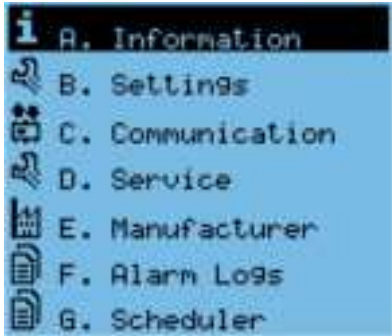 A. Information
B. Settings
C. Communication
D. Service
E. Manufacturer
F. Alarm Logs
G. Scheduler